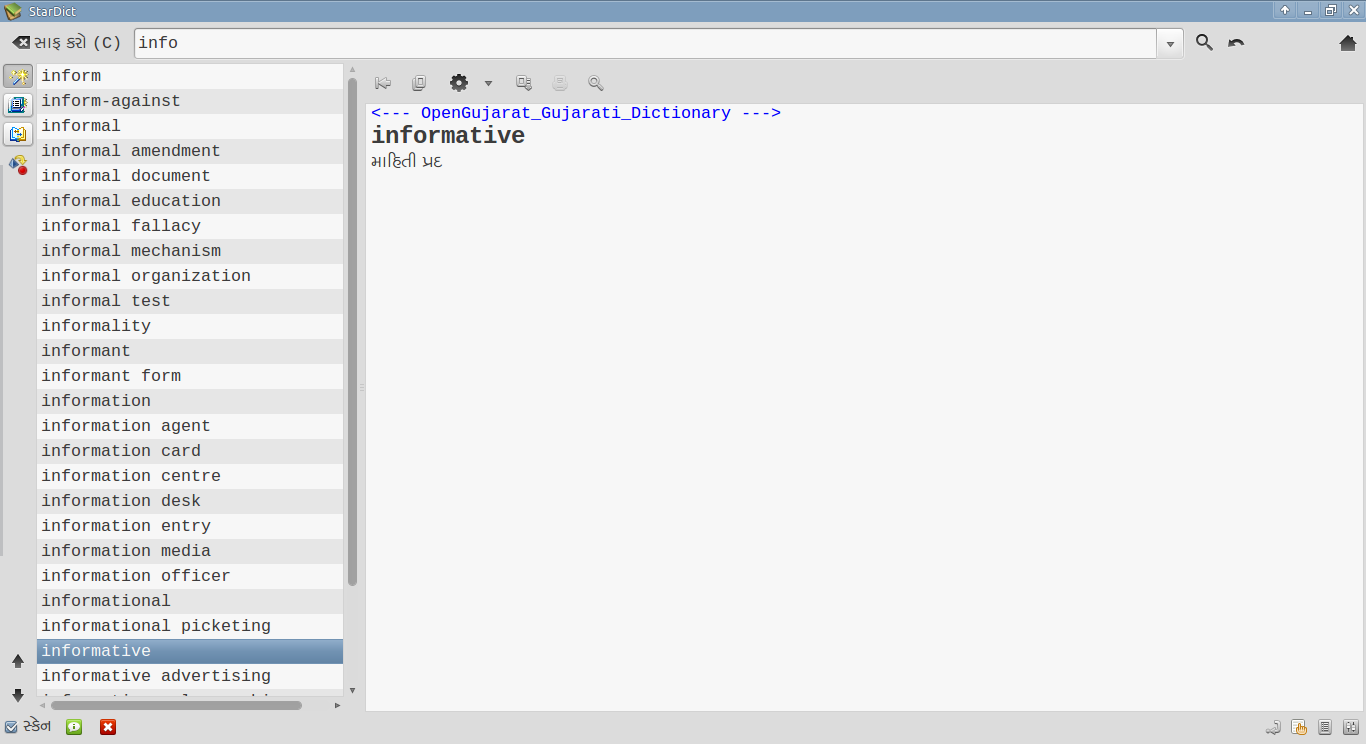 StarDict
સાફ કરો (C) info
<--- OpenGujarat_Gujarati_Dictionary --->
informative
માહિતી પ્રદ
inform
inform-against
informal
informal amendment
informal document
informal education
informal fallacy
informal mechanism
informal organization
informal test
informality
informant
informant form
information
information agent
information card
information centre
information desk
information entry
information media
information officer
informational
informational picketing
informative
informative advertising
સ્કેન